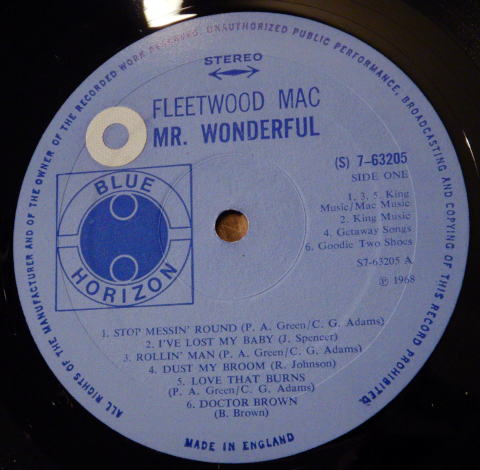 ALL RIGHTS OF THE MANUFACTURER AND OF THE OWNER OF THE RECORDED WORK RESERVED. UNAUTHORIZED PUBLIC PERFORMANCE, BROADCASTING AND COPYING OF THIS RECORD PROHIBITED.
STEREO
FLEETWOOD MAC
MR. WONDERFUL
(S) 7-63205
SIDE ONE
1, 3, 5. King
Music/Mac Music
2. King Music
4. Getaway Songs
6. Goodie Two Shoes
S7-63205 A
℗ 1968
BLUE
HORIZON
1. STOP MESSIN' ROUND (P. A. Green/C. G. Adams)
2. I'VE LOST MY BABY (J. Spencer)
3. ROLLIN' MAN (P. A. Green/C. G. Adams)
4. DUST MY BROOM (R. Johnson)
5. LOVE THAT BURNS
(P. A. Green/C. G. Adams)
6. DOCTOR BROWN
(B. Brown)
MADE IN ENGLAND